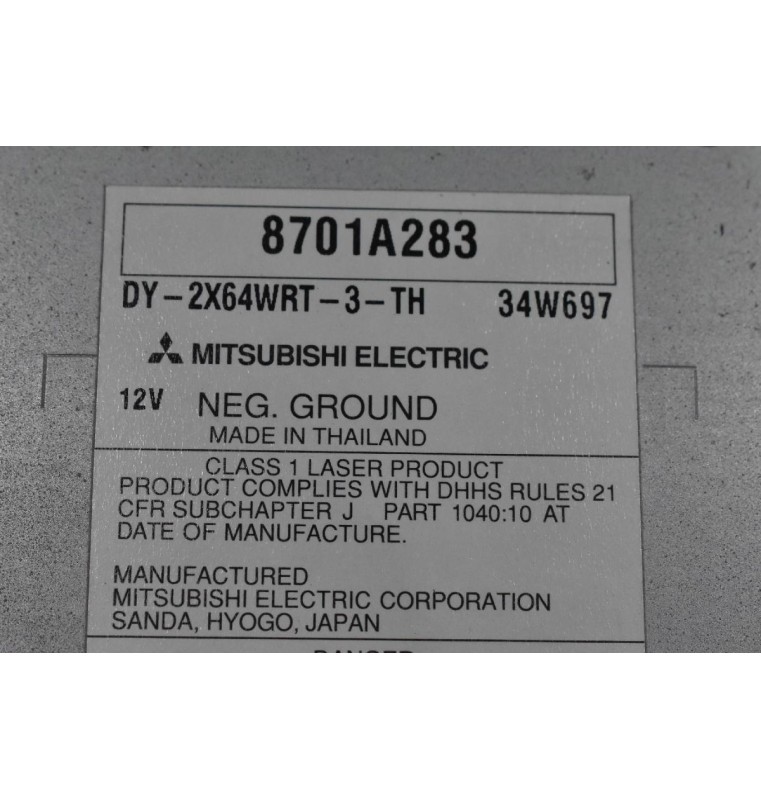 8701A283
DY-2X64WRT-3-TH 34W697
MITSUBISHI ELECTRIC
12V NEG. GROUND
MADE IN THAILAND
CLASS 1 LASER PRODUCT
PRODUCT COMPLIES WITH DHHS RULES 21
CFR SUBCHAPTER J PART 1040:10 AT
DATE OF MANUFACTURE.
MANUFACTURED
MITSUBISHI ELECTRIC CORPORATION
SANDA, HYOGO, JAPAN